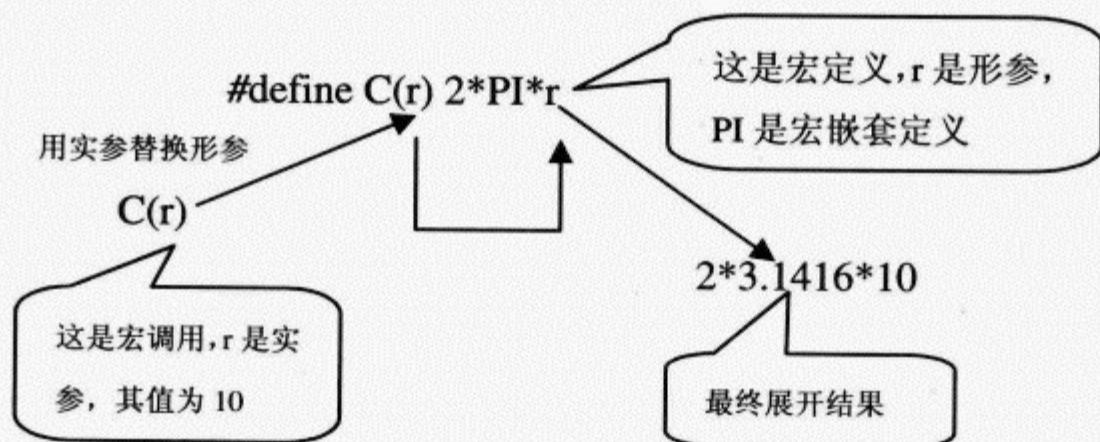 #define C(r) 2*PI*r
这是宏定义,r 是形参,
PI 是宏嵌套定义
用实参替换形参
C(r)
2*3.1416*10
这是宏调用,r 是实
参，其值为 10
最终展开结果